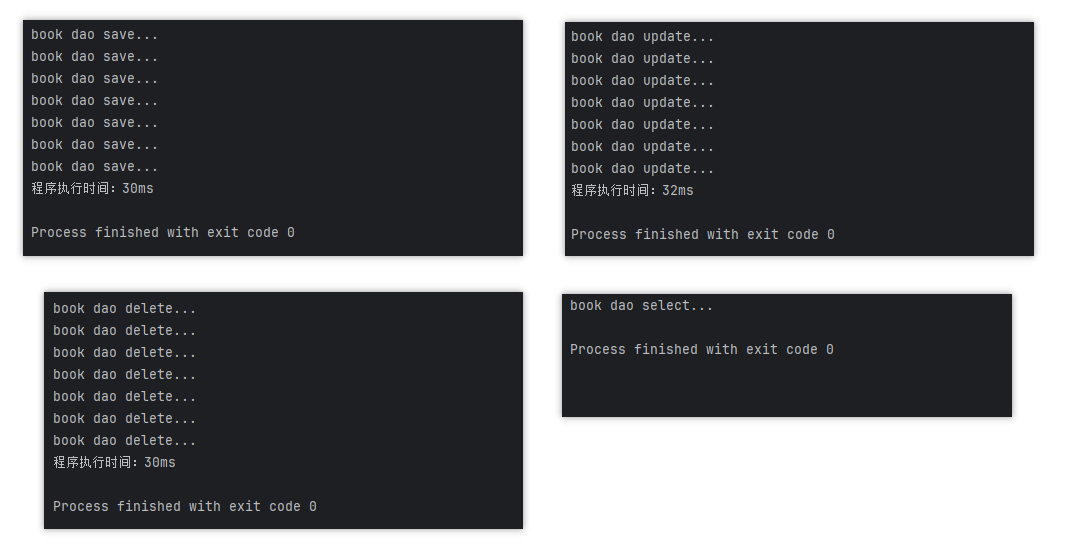 book dao save...
book dao save...
book dao save...
book dao save...
book dao save...
book dao save...
book dao save...
程序执行时间：30ms
Process finished with exit code 0
book dao update...
book dao update...
book dao update...
book dao update...
book dao update...
book dao update...
book dao update...
程序执行时间：32ms
Process finished with exit code 0
book dao delete...
book dao delete...
book dao delete...
book dao delete...
book dao delete...
book dao delete...
book dao delete...
程序执行时间：30ms
Process finished with exit code 0
book dao select...
Process finished with exit code 0